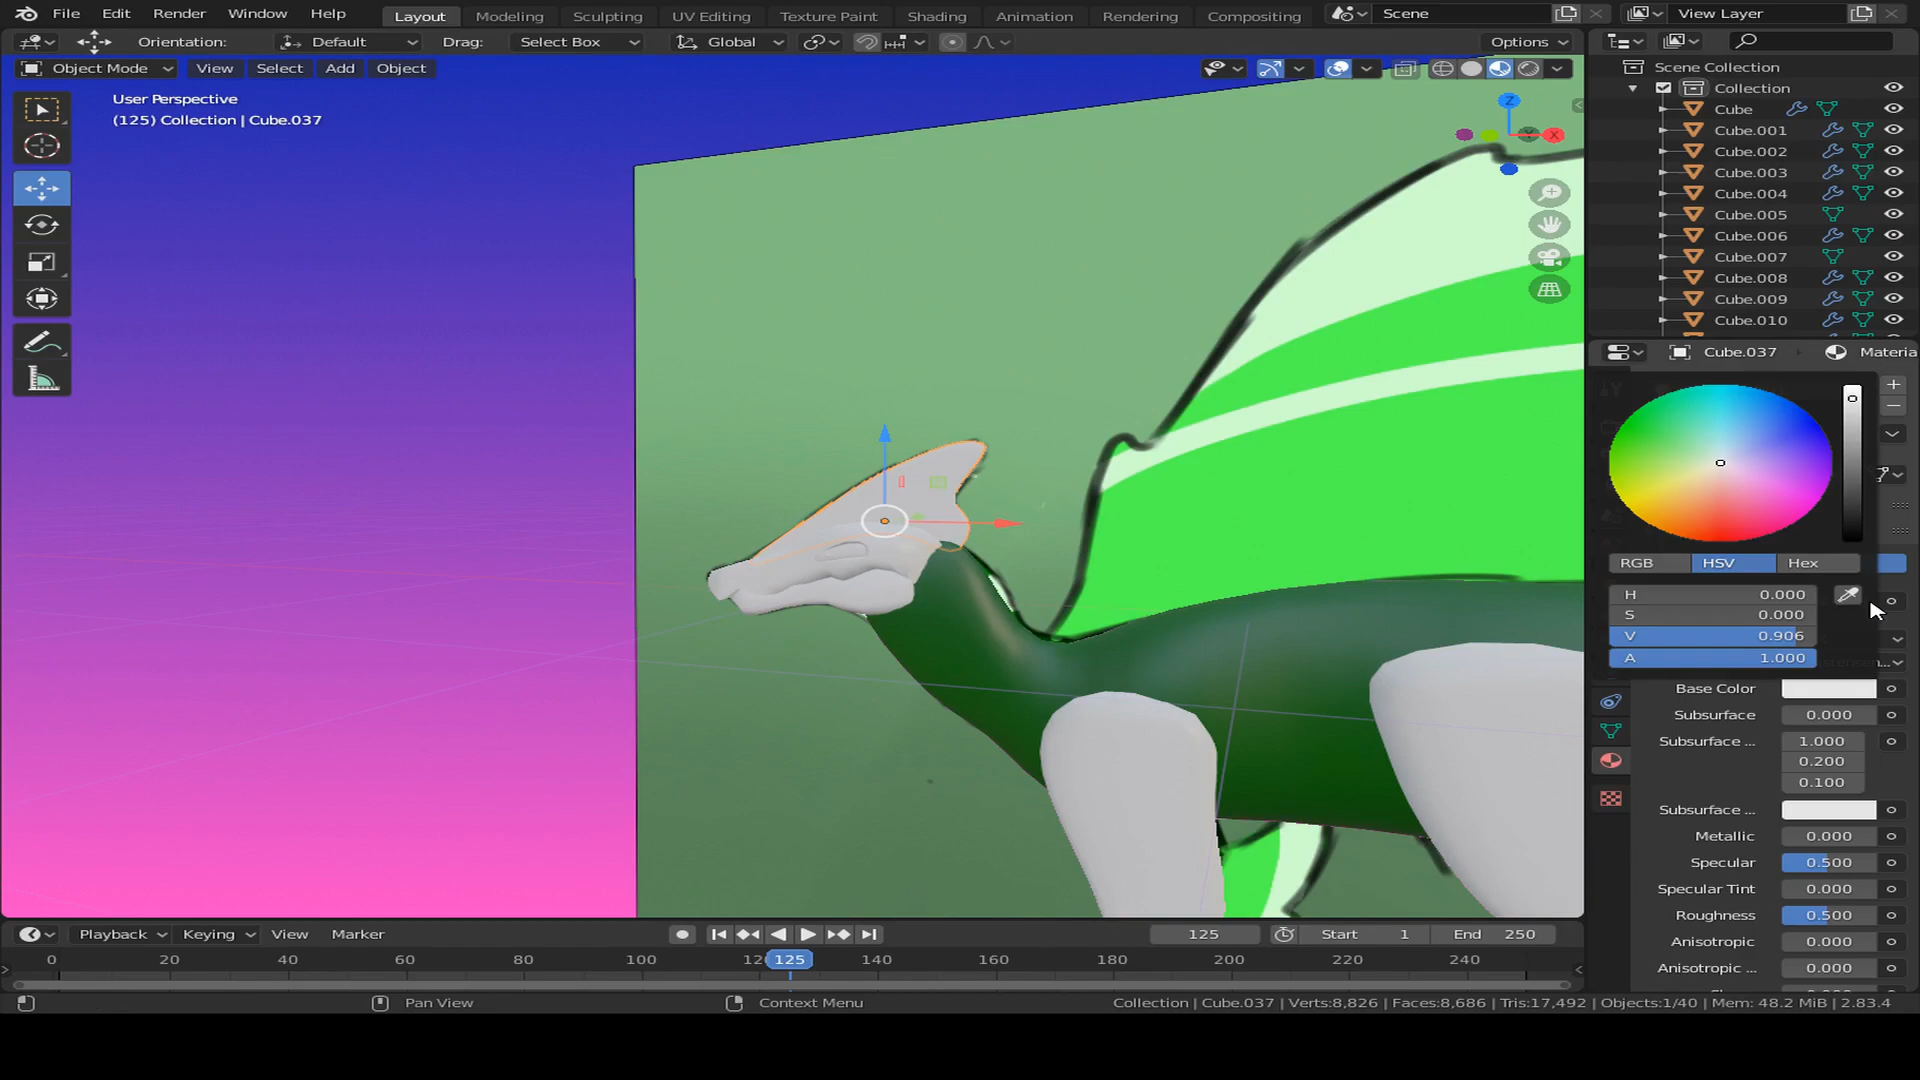 File Edit Render Window Help Layout Modeling Sculpting UV Editing Texture Paint Shading Animation Rendering Compositing Scene View Layer
Orientation: Default Drag: Select Box Global Options
Object Mode View Select Add Object
User Perspective
(125) Collection | Cube.037
Z
X
Scene Collection
Collection
Cube
Cube.001
Cube.002
Cube.003
Cube.004
Cube.005
Cube.006
Cube.007
Cube.008
Cube.009
Cube.010
Cube.037 Materia
RGB HSV Hex
H 0.000
S 0.000
V 0.906
A 1.000
Base Color
Subsurface 0.000
Subsurface ... 1.000
0.200
0.100
Subsurface ...
Metallic 0.000
Specular 0.500
Specular Tint 0.000
Roughness 0.500
Anisotropic 0.000
Anisotropic ... 0.000
Playback Keying View Marker 125 Start 1 End 250
0 20 40 60 80 100 125 140 160 180 200 220 240
Pan View Context Menu Collection | Cube.037 | Verts:8,826 | Faces:8,686 | Tris:17,492 | Objects:1/40 | Mem: 48.2 MiB | 2.83.4